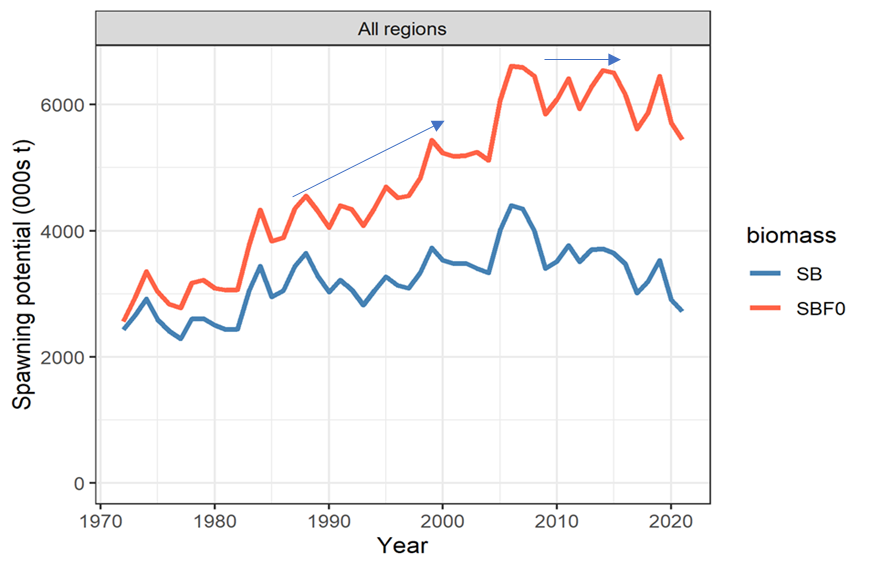 All regions
Spawning potential (000s t)
6000
4000
2000
0
1970 1980 1990 2000 2010 2020
Year
biomass
SB
SBF0